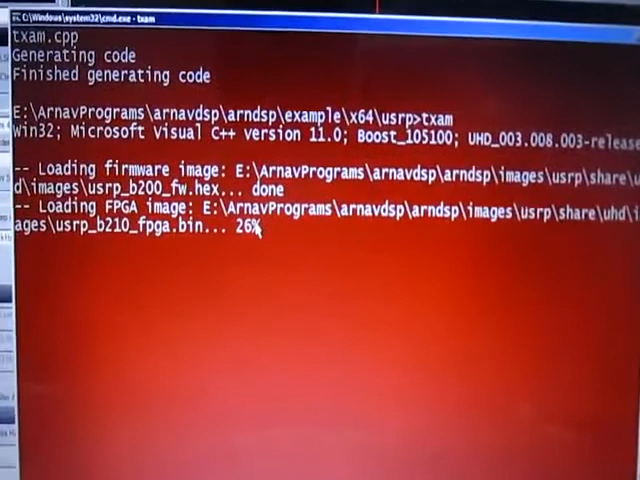 C:\Windows\system32\cmd.exe - txam
txam.cpp
Generating code
Finished generating code
E:\ArnavPrograms\arnavdsp\arndsp\example\x64\usrp>txam
Win32; Microsoft Visual C++ version 11.0; Boost_105100; UHD_003.008.003-release
-- Loading firmware image: E:\ArnavPrograms\arnavdsp\arndsp\images\usrp\share\u
d\images\usrp_b200_fw.hex... done
-- Loading FPGA image: E:\ArnavPrograms\arnavdsp\arndsp\images\usrp\share\uhd\i
ages\usrp_b210_fpga.bin... 26%